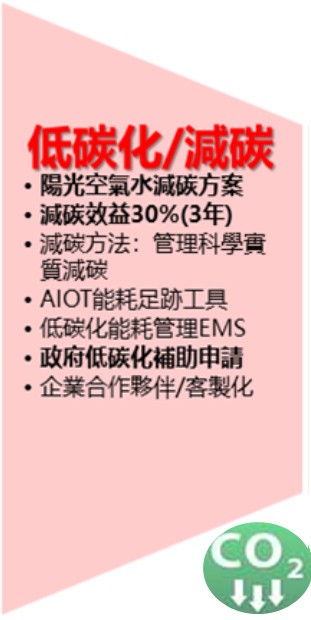 低碳化/減碳
• 陽光空氣水減碳方案
• 減碳效益30%(3年)
• 減碳方法：管理科學實
質減碳
• AIOT能耗足跡工具
• 低碳化能耗管理EMS
• 政府低碳化補助申請
• 企業合作夥伴/客製化
CO2